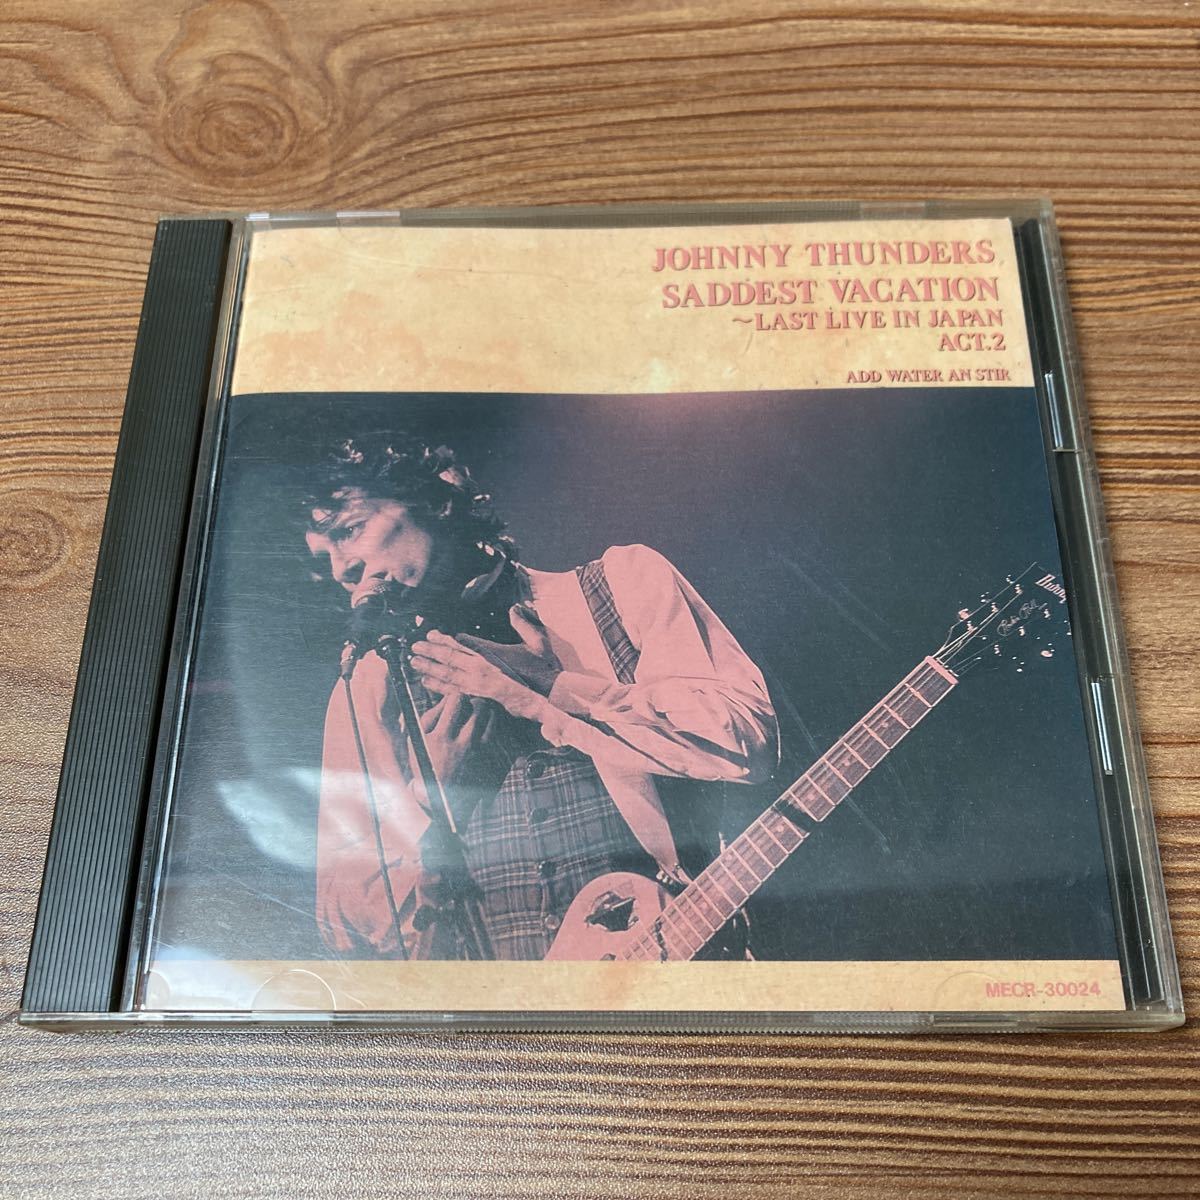 JOHNNY THUNDERS
SADDEST VACATION
~LAST LIVE IN JAPAN
ACT.2
ADD WATER AN STIR
MECR-30024